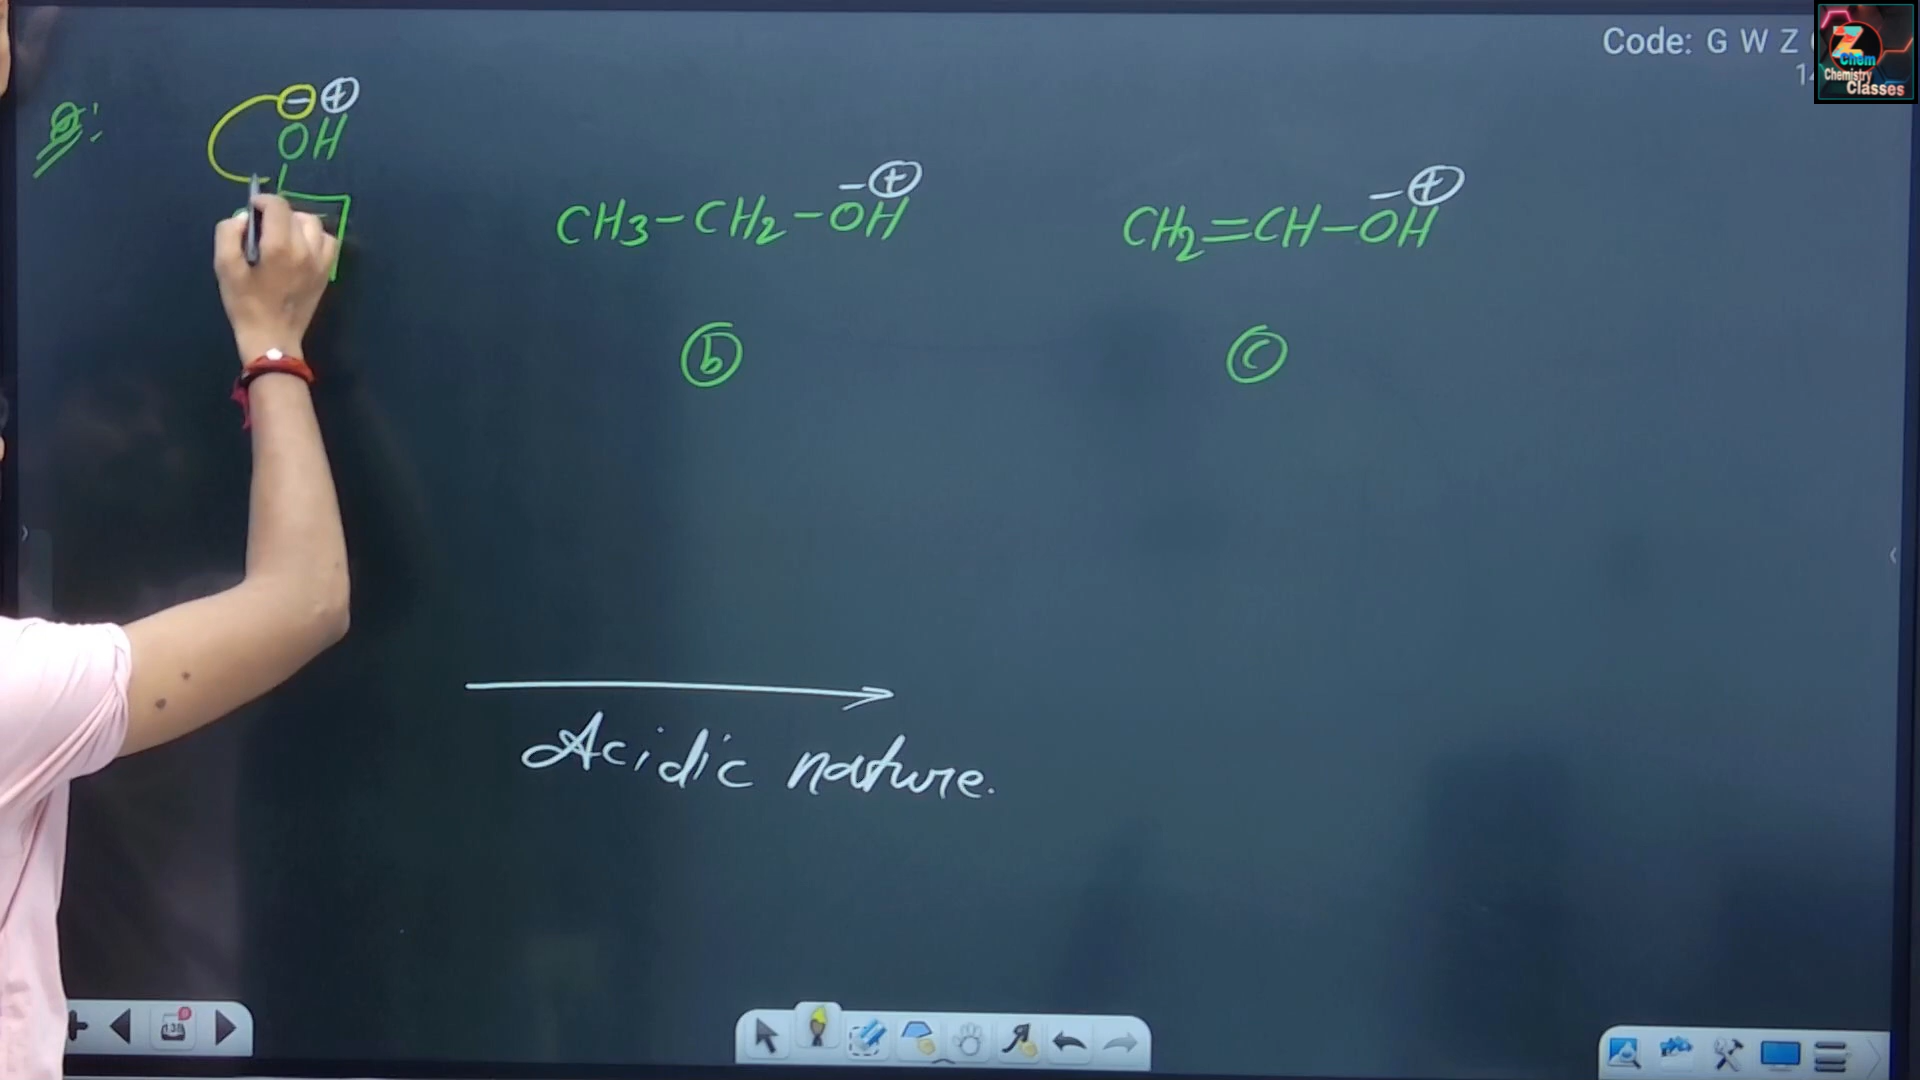 Code: G W Z
Z
Chem
Chemistry
Classes
Q:
- +
OH
CH3-CH2-OH
- +
CH2=CH-OH
- +
b
c
Acidic nature.